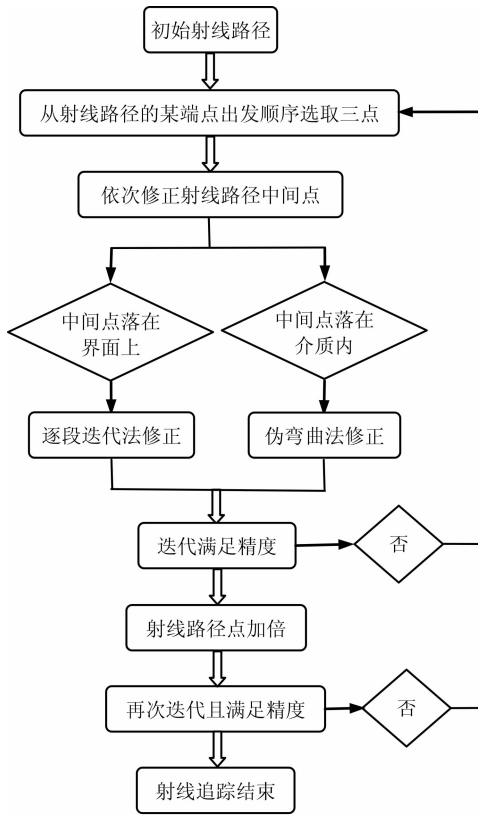 初始射线路径
从射线路径的某端点出发顺序选取三点
依次修正射线路径中间点
中间点落在
界面上
中间点落在
介质内
逐段迭代法修正
伪弯曲法修正
迭代满足精度
否
射线路径点加倍
再次迭代且满足精度
否
射线追踪结束